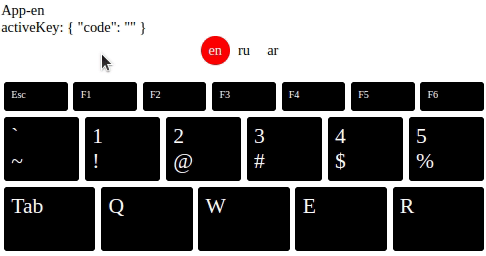 App-en
activeKey: { "code": "" }
en ru ar
Esc F1 F2 F3 F4 F5 F6
` 1 2 3 4 5
~ ! @ # $ %
Tab Q W E R